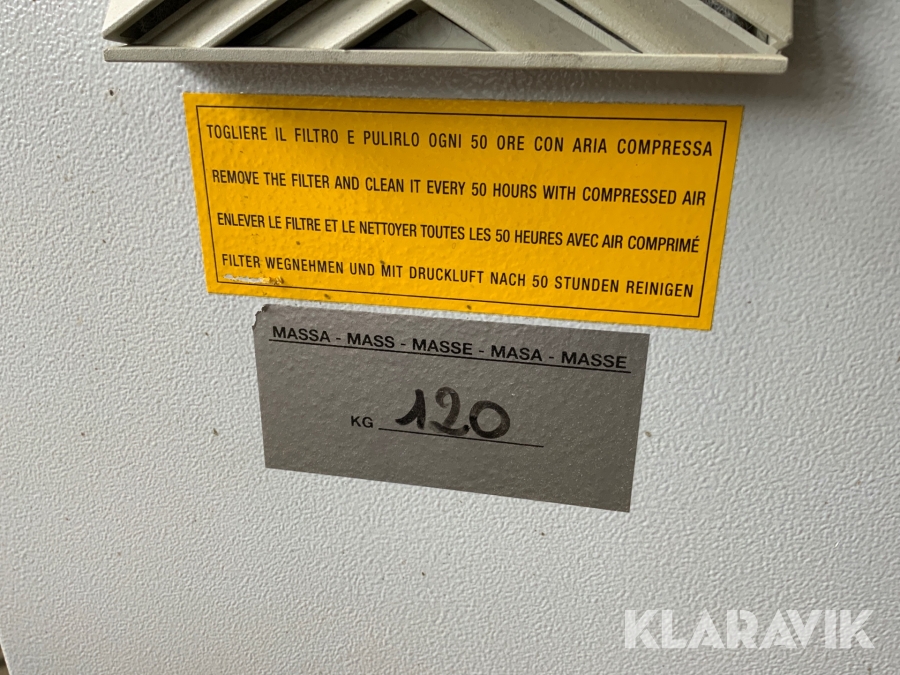 TOGLIERE IL FILTRO E PULIRLO OGNI 50 ORE CON ARIA COMPRESSA
REMOVE THE FILTER AND CLEAN IT EVERY 50 HOURS WITH COMPRESSED AIR
ENLEVER LE FILTRE ET LE NETTOYER TOUTES LES 50 HEURES AVEC AIR COMPRIMÉ
FILTER WEGNEHMEN UND MIT DRUCKLUFT NACH 50 STUNDEN REINIGEN
MASSA - MASS - MASSE - MASA - MASSE
KG 120
KLARAVIK